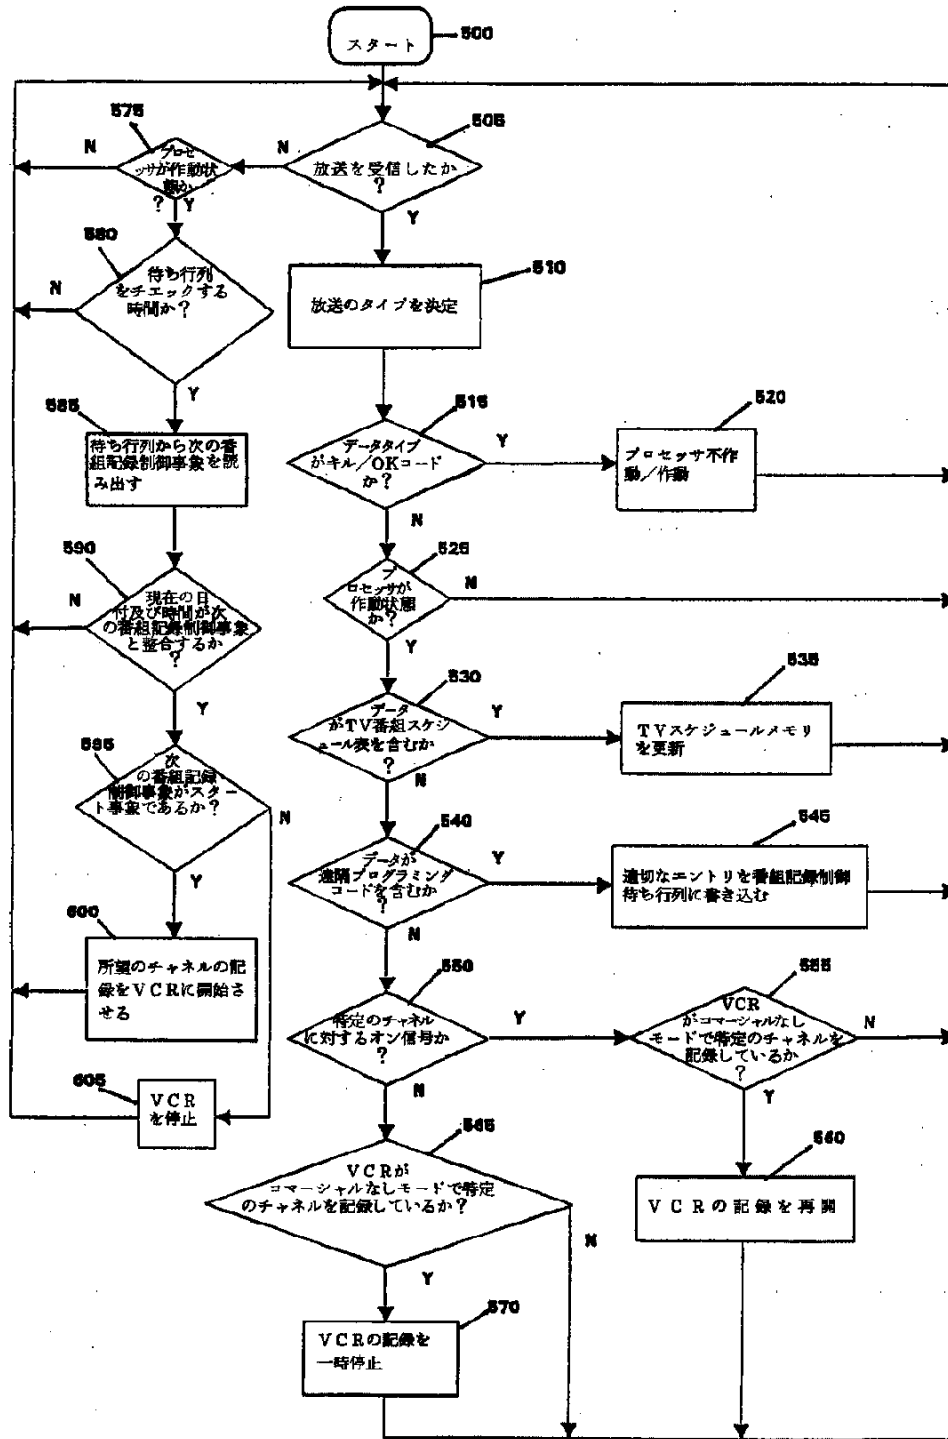 スタート
500
575
505
N
プロセ
ッサが作動状
態か
?
Y
N
放送を受信したか
?
Y
580
待ち行列
をチエックする
時間か?
N
Y
510
放送のタイプを決定
585
待ち行列から次の番
組記録制御事象を読
み出す
515
データタイプ
がキル/OKコード
か?
Y
N
520
プロセッサ不作
動/作動
590
現在の日
付及び時間が次
の番組記録制御事象
と整合するか
?
N
Y
525
プ
ロセッサが
作動状態
か?
N
Y
530
データ
がTV番組スケジ
ュール表を含むか
?
Y
N
535
TVスケジュールメモリ
を更新
595
次
の番組記録
制御事象がスター
ト事象であるか?
N
Y
540
データが
遠隔プログラミング
コードを含むか
?
Y
N
545
適切なエントリを番組記録制御
待ち行列に書き込む
600
所望のチャネルの記
録をVCRに開始さ
せる
550
特定のチャネル
に対するオン信号か
?
Y
N
555
VCR
がコマーシャルなし
モードで特定のチャネルを
記録しているか
?
N
Y
605
VCR
を停止
565
VCRが
コマーシャルなしモードで特定
のチャネルを記録しているか?
N
Y
560
VCRの記録を再開
570
VCRの記録を
一時停止